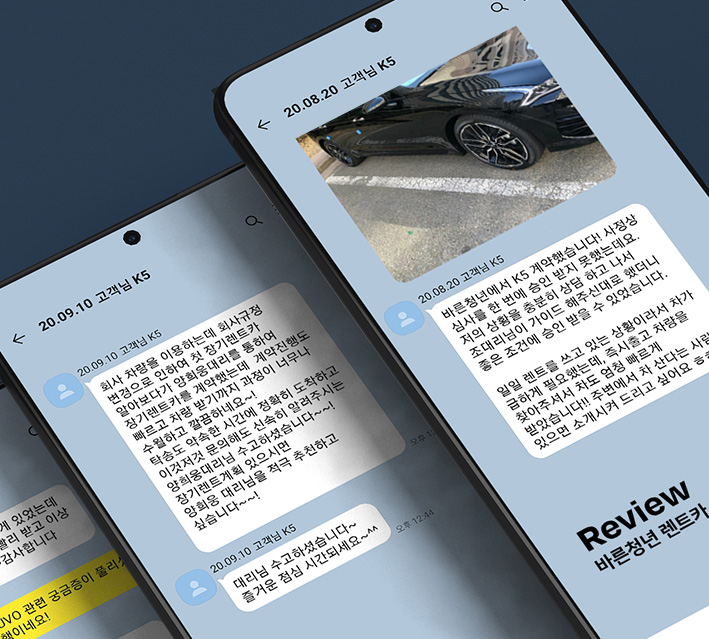 게 있었는데
빨리 받고 이상
감사합니다
UVO 관련 궁금증이 풀리셨
행이네요!
20.09.10 고객님 K5
20.09.10 고객님 K5
회사 차량을 이용하는데 회사규정
변경으로 인하여 첫 장기렌트카
알아보다가 양희웅대리를 통하여
장기렌트카를 계약했는데 계약진행도
빠르고 차량 받기까지 과정이 너무나
수월하고 깔끔하네요~!
탁송도 약속한 시간에 정확히 도착하고
이것저것 문의해도 신속히 알려주시는
양희웅대리님 수고하셨습니다~~!
장기렌트계획 있으시면
양희웅 대리님을 적극 추천하고
싶습니다~~!
20.09.10 고객님 K5
대리님 수고하셨습니다~
즐거운 점심 시간되세요~^^
오후 12:44
20.08.20 고객님 K5
20.08.20 고객님 K5
바른청년에서 K5 계약했습니다! 사정상
심사를 한 번에 승인 받지 못했는데요.
저의 상황을 충분히 상담 하고 나서
조대리님이 가이드 해주신대로 했더니
좋은 조건에 승인 받을 수 있었습니다.
일일 렌트를 쓰고 있는 상황이라서 차가
급하게 필요했는데, 즉시출고 차량을
찾아주셔서 차도 엄청 빠르게
받았습니다!! 주변에서 차 산다는 사람
있으면 소개시켜 드리고 싶어요 ㅎㅎ
Review
바른청년 렌트카